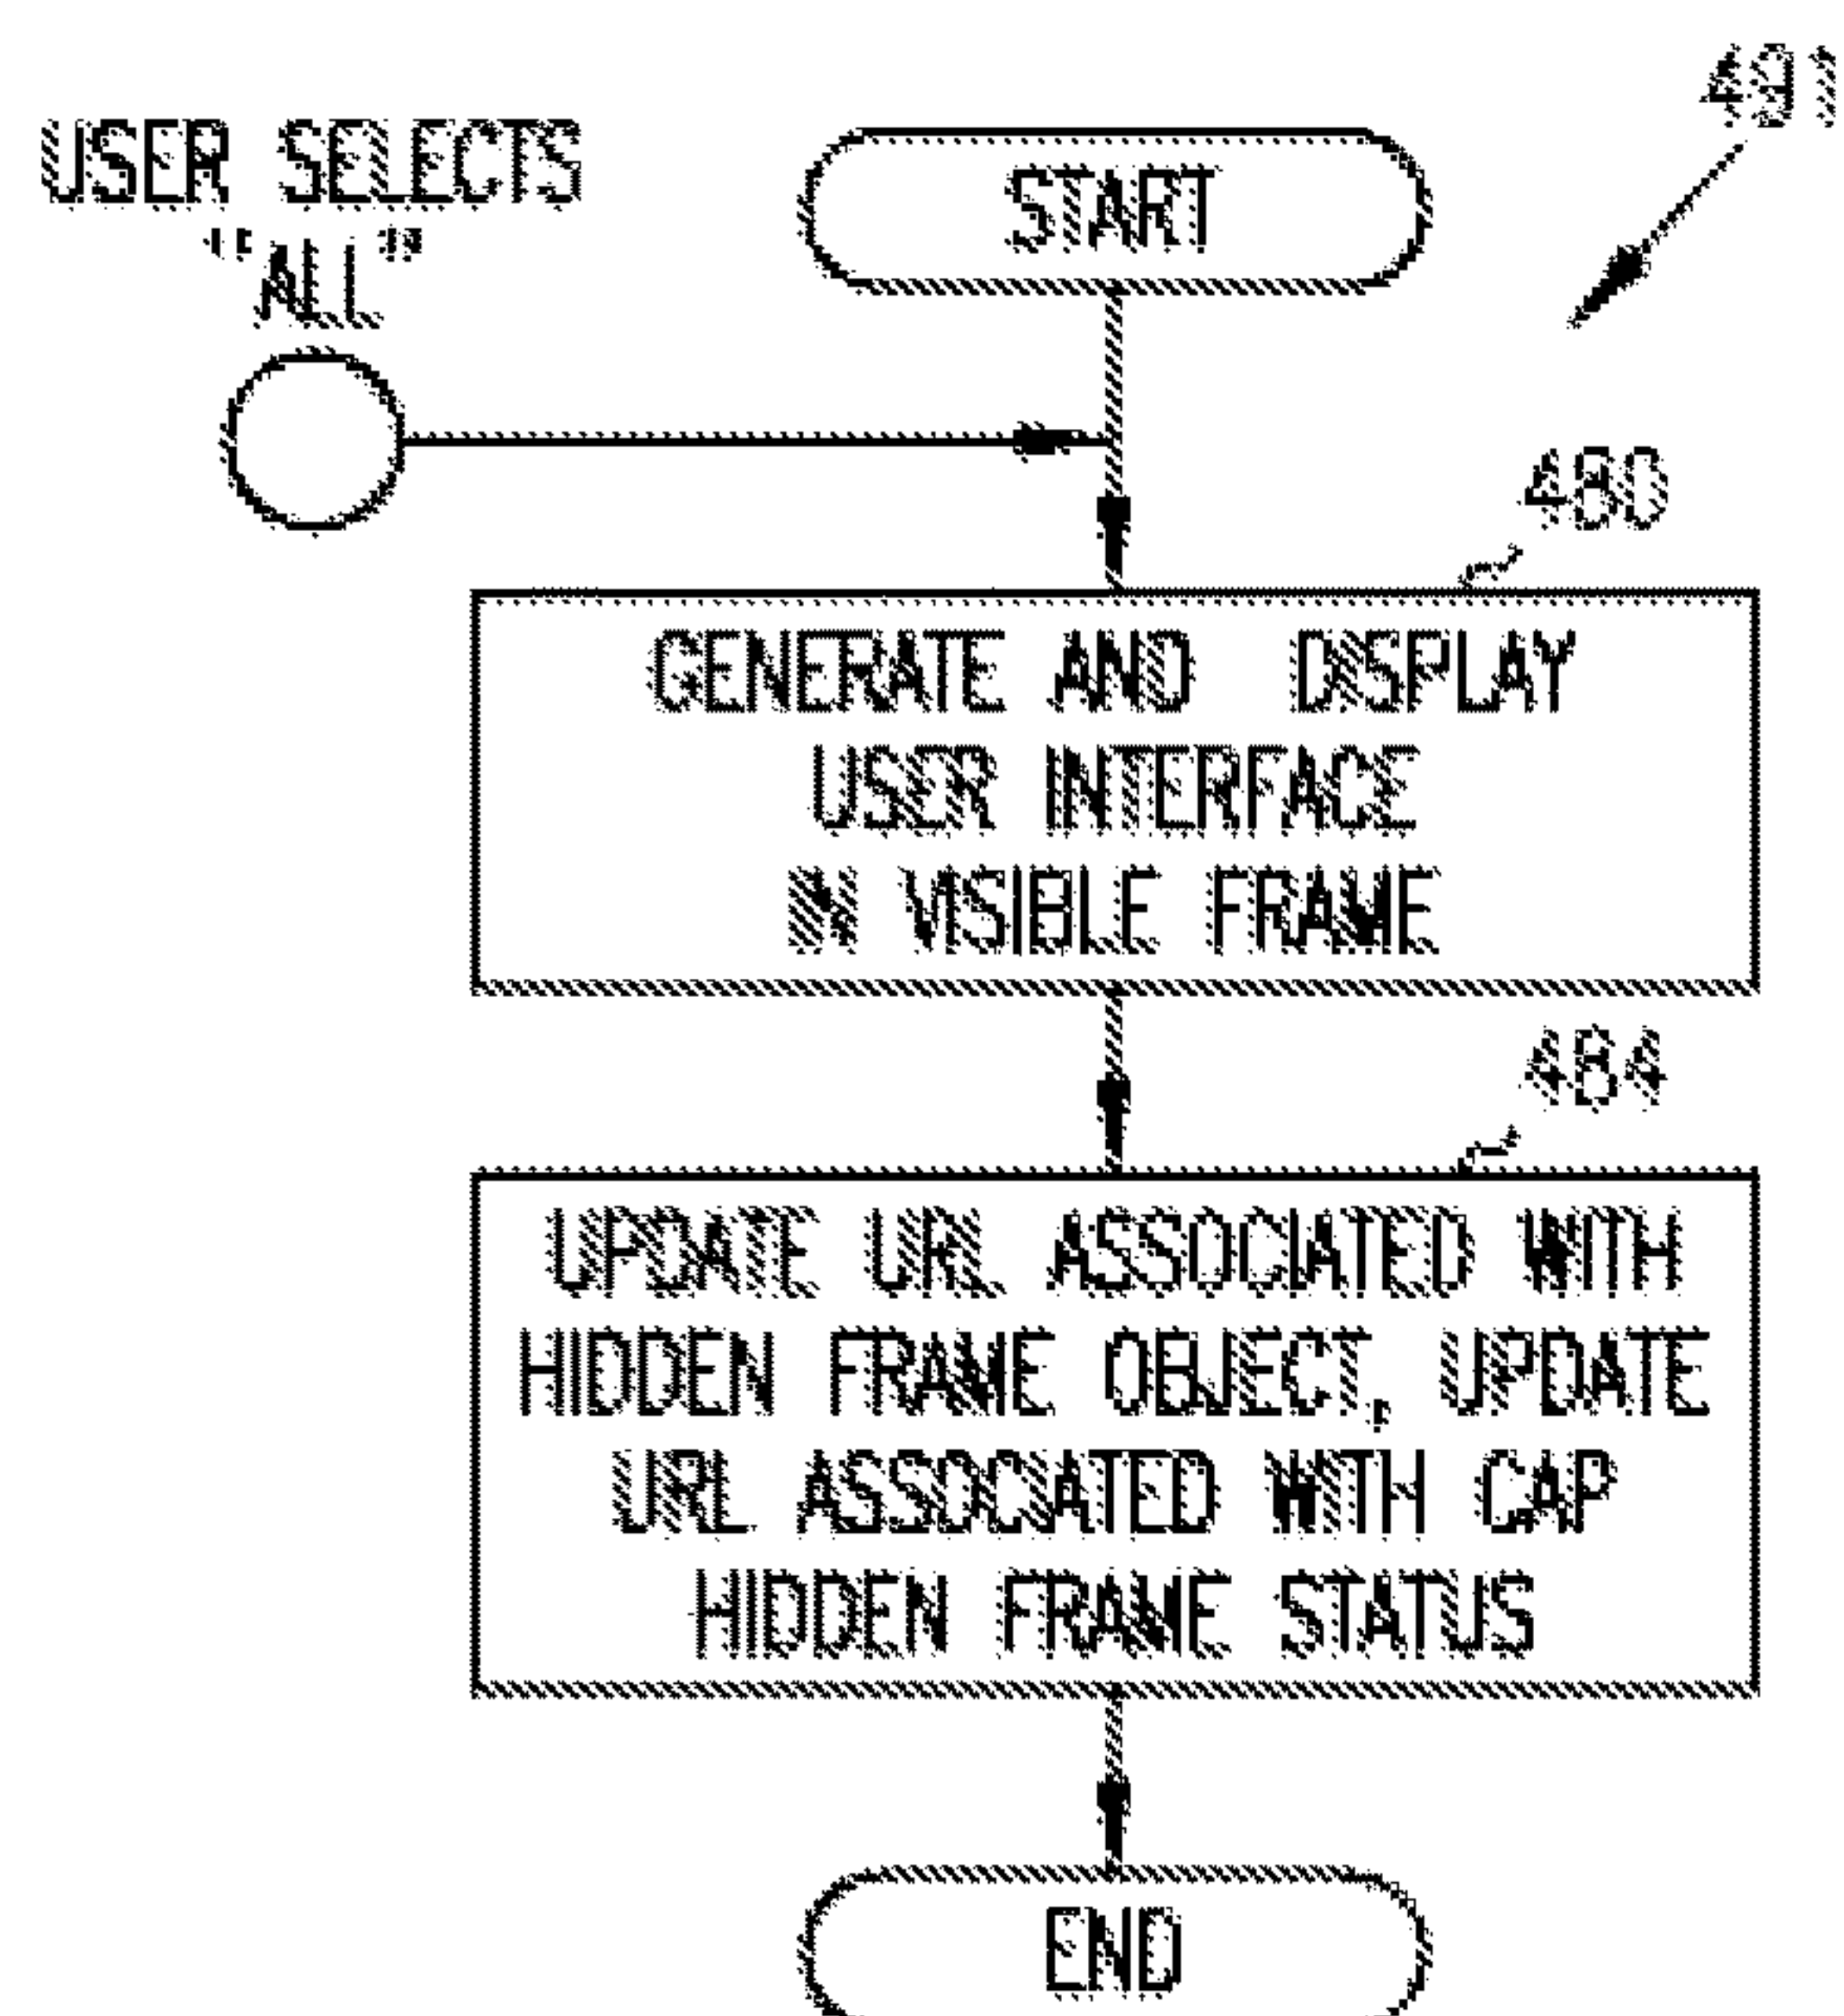 491
USER SELECTS
"ALL"
START
480
GENERATE AND DISPLAY
USER INTERFACE
IN VISIBLE FRAME
484
UPDATE URL ASSOCIATED WITH
HIDDEN FRAME OBJECT, UPDATE
URL ASSOCIATED WITH CAP
HIDDEN FRAME STATUS
END